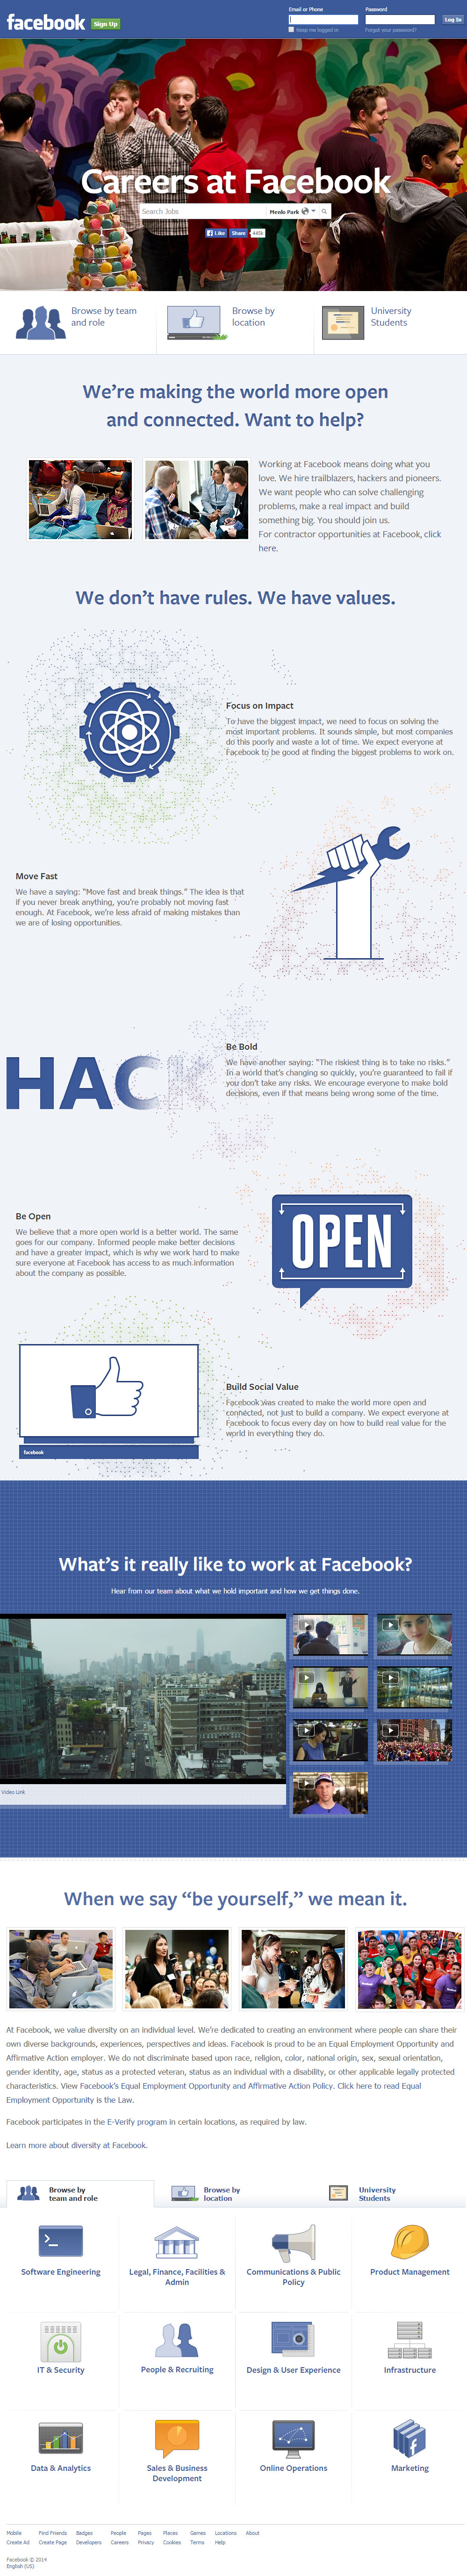 facebook
Sign Up
Email or Phone
Password
Log In
Keep me logged in
Forgot your password?
Careers at Facebook
Search Jobs
Menlo Park
Like
Share
445k
Browse by team
and role
Browse by
location
University
Students
We’re making the world more open
and connected. Want to help?
Working at Facebook means doing what you
love. We hire trailblazers, hackers and pioneers.
We want people who can solve challenging
problems, make a real impact and build
something big. You should join us.
For contractor opportunities at Facebook, click
here.
We don’t have rules. We have values.
Focus on Impact
To have the biggest impact, we need to focus on solving the
most important problems. It sounds simple, but most companies
do this poorly and waste a lot of time. We expect everyone at
Facebook to be good at finding the biggest problems to work on.
Move Fast
We have a saying: “Move fast and break things.” The idea is that
if you never break anything, you’re probably not moving fast
enough. At Facebook, we’re less afraid of making mistakes than
we are of losing opportunities.
HACK
Be Bold
We have another saying: “The riskiest thing is to take no risks.”
In a world that’s changing so quickly, you’re guaranteed to fail if
you don’t take any risks. We encourage everyone to make bold
decisions, even if that means being wrong some of the time.
Be Open
We believe that a more open world is a better world. The same
goes for our company. Informed people make better decisions
and have a greater impact, which is why we work hard to make
sure everyone at Facebook has access to as much information
about the company as possible.
OPEN
Build Social Value
Facebook was created to make the world more open and
connected, not just to build a company. We expect everyone at
Facebook to focus every day on how to build real value for the
world in everything they do.
facebook
What’s it really like to work at Facebook?
Hear from our team about what we hold important and how we get things done.
Video Link
When we say “be yourself,” we mean it.
At Facebook, we value diversity on an individual level. We’re dedicated to creating an environment where people can share their
own diverse backgrounds, experiences, perspectives and ideas. Facebook is proud to be an Equal Employment Opportunity and
Affirmative Action employer. We do not discriminate based upon race, religion, color, national origin, sex, sexual orientation,
gender identity, age, status as a protected veteran, status as an individual with a disability, or other applicable legally protected
characteristics. View Facebook’s Equal Employment Opportunity and Affirmative Action Policy. Click here to read Equal
Employment Opportunity is the Law.
Facebook participates in the E-Verify program in certain locations, as required by law.
Learn more about diversity at Facebook.
Browse by
team and role
Browse by
location
University
Students
Software Engineering
Legal, Finance, Facilities &
Admin
Communications & Public
Policy
Product Management
IT & Security
People & Recruiting
Design & User Experience
Infrastructure
Data & Analytics
Sales & Business
Development
Online Operations
Marketing
Mobile Find Friends Badges People Pages Places Games Locations About
Create Ad Create Page Developers Careers Privacy Cookies Terms Help
Facebook © 2014
English (US)